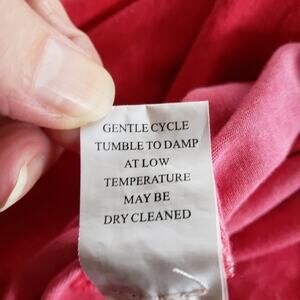 GENTLE CYCLE
TUMBLE TO DAMP
AT LOW
TEMPERATURE
MAY BE
DRY CLEANED